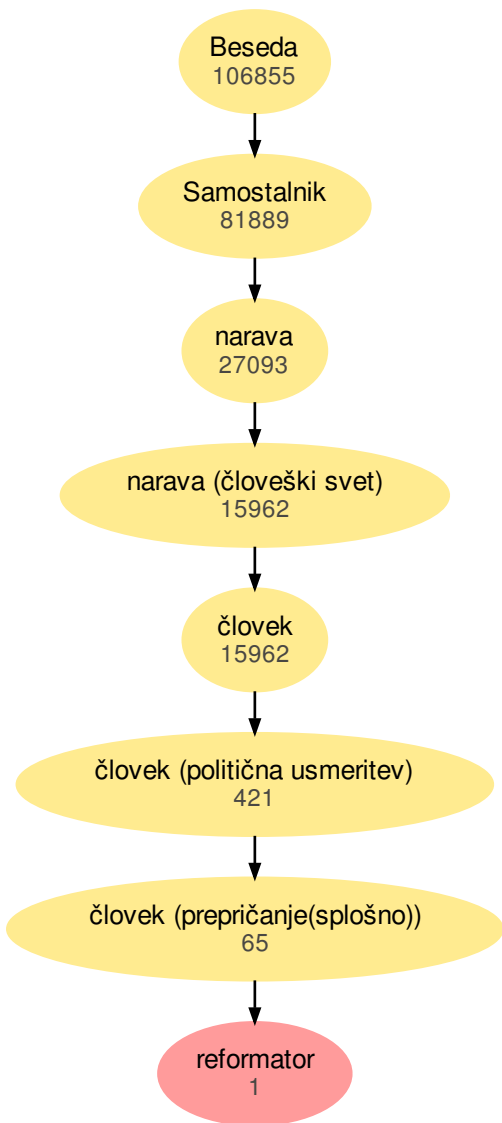 Beseda
106855
Samostalnik
81889
narava
27093
narava (človeški svet)
15962
človek
15962
človek (politična usmeritev)
421
človek (prepričanje(splošno))
65
reformator
1